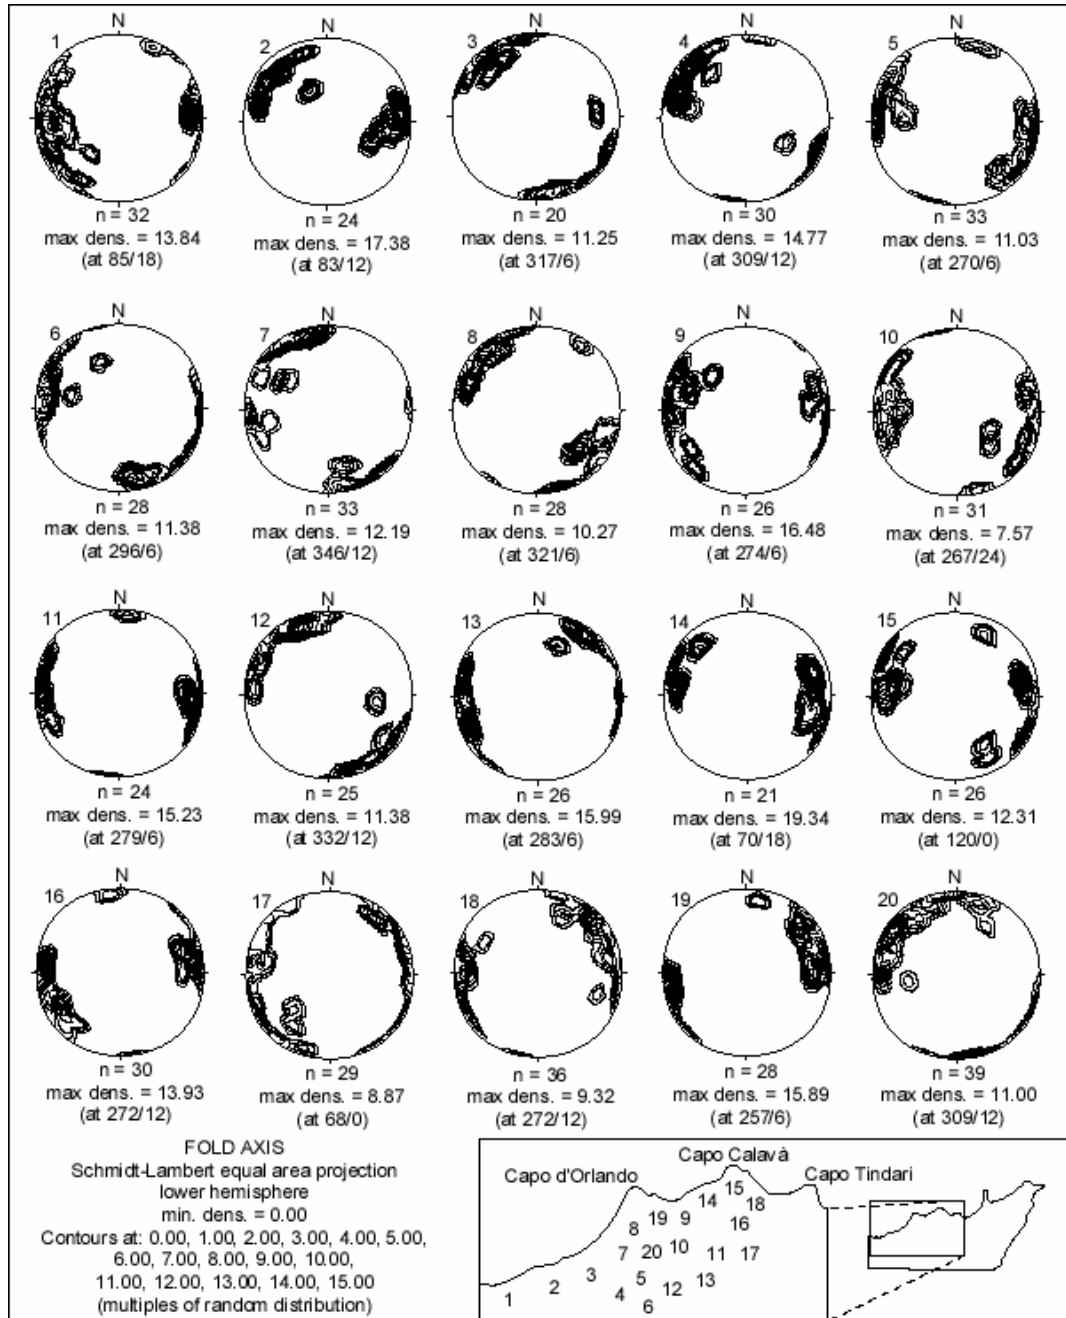 N N N N N
1 2 3 4 5
n = 32
max dens. = 13.84
(at 85/18)
n = 24
max dens. = 17.38
(at 83/12)
n = 20
max dens. = 11.25
(at 317/6)
n = 30
max dens. = 14.77
(at 309/12)
n = 33
max dens. = 11.03
(at 270/6)
N N N N N
6 7 8 9 10
n = 28
max dens. = 11.38
(at 296/6)
n = 33
max dens. = 12.19
(at 346/12)
n = 28
max dens. = 10.27
(at 321/6)
n = 26
max dens. = 16.48
(at 274/6)
n = 31
max dens. = 7.57
(at 267/24)
N N N N N
11 12 13 14 15
n = 24
max dens. = 15.23
(at 279/6)
n = 25
max dens. = 11.38
(at 332/12)
n = 26
max dens. = 15.99
(at 283/6)
n = 21
max dens. = 19.34
(at 70/18)
n = 26
max dens. = 12.31
(at 120/0)
N N N N N
16 17 18 19 20
n = 30
max dens. = 13.93
(at 272/12)
n = 29
max dens. = 8.87
(at 68/0)
n = 36
max dens. = 9.32
(at 272/12)
n = 28
max dens. = 15.89
(at 257/6)
n = 39
max dens. = 11.00
(at 309/12)
FOLD AXIS
Schmidt-Lambert equal area projection
lower hemisphere
min. dens. = 0.00
Contours at: 0.00, 1.00, 2.00, 3.00, 4.00, 5.00,
6.00, 7.00, 8.00, 9.00, 10.00,
11.00, 12.00, 13.00, 14.00, 15.00
(multiples of random distribution)
Capo Calavà
Capo d'Orlando
Capo Tindari
15
14 18
19 9
8 16
7 20 10 11 17
3 5 13
2 12
1 4
6